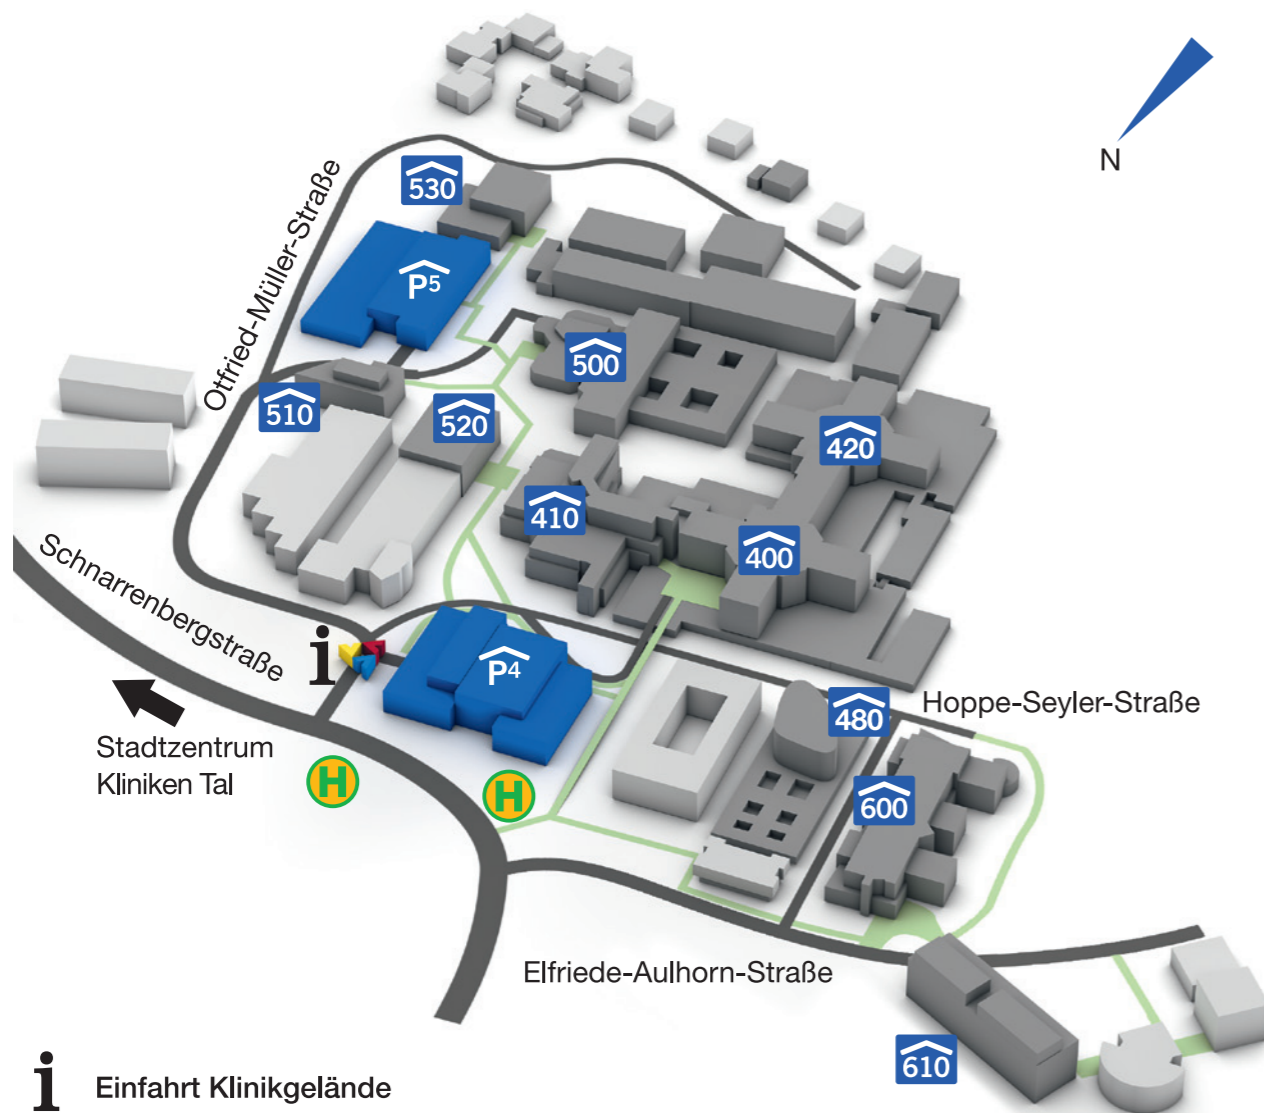 N
530
Otfried-Müller-Straße
P5
500
510
520
420
410
400
Schnarrenbergstraße
i
P4
Hoppe-Seyler-Straße
480
Stadtzentrum
Kliniken Tal
H
H
600
Elfriede-Aulhorn-Straße
610
i Einfahrt Klinikgelände